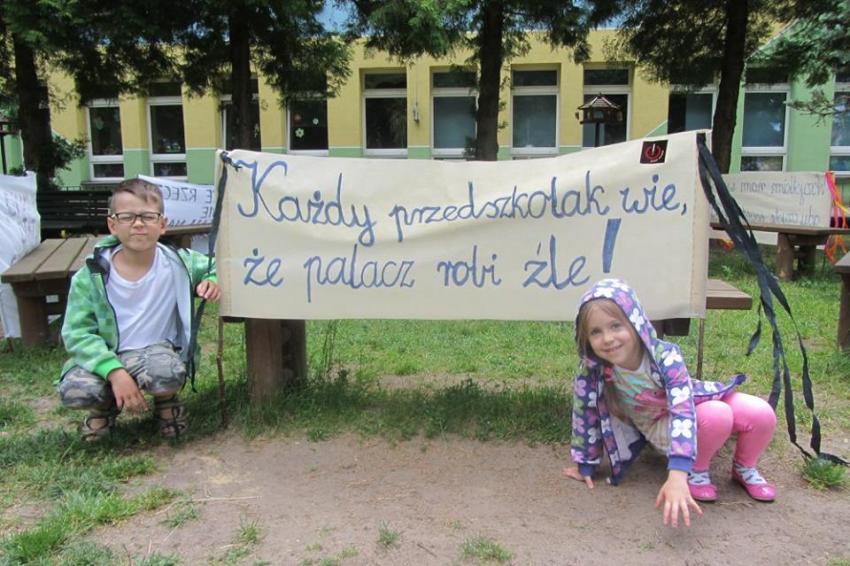 Każdy przedszkolak wie,
że palacz robi źle!